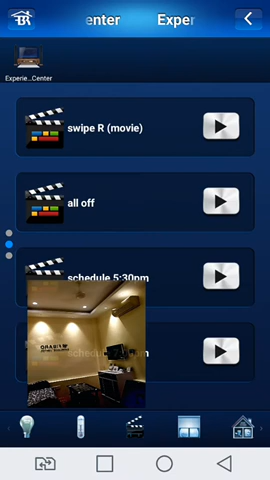 enter Exper
Experie...Center
swipe R (movie)
all off
schedule 5:30pm